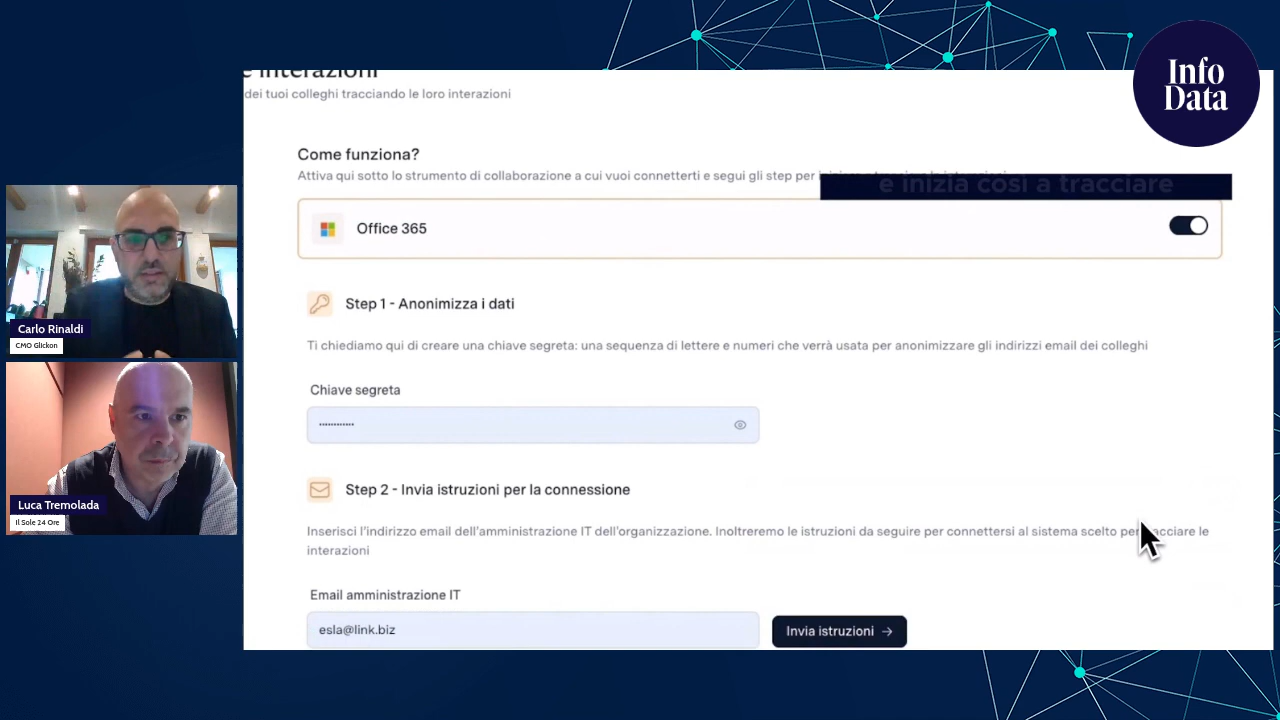 Info
Data
e interazioni
dei tuoi colleghi tracciando le loro interazioni
Come funziona?
Attiva qui sotto lo strumento di collaborazione a cui vuoi connetterti e segui gli step per
e inizia così a tracciare
Office 365
Step 1 - Anonimizza i dati
Ti chiediamo qui di creare una chiave segreta: una sequenza di lettere e numeri che verrà usata per anonimizzare gli indirizzi email dei colleghi
Chiave segreta
Step 2 - Invia istruzioni per la connessione
Inserisci l'indirizzo email dell'amministrazione IT dell'organizzazione. Inoltreremo le istruzioni da seguire per connettersi al sistema scelto per tracciare le
interazioni
Email amministrazione IT
esla@link.biz
Invia istruzioni →
Carlo Rinaldi
CMO Glickon
Luca Tremolada
Il Sole 24 Ore